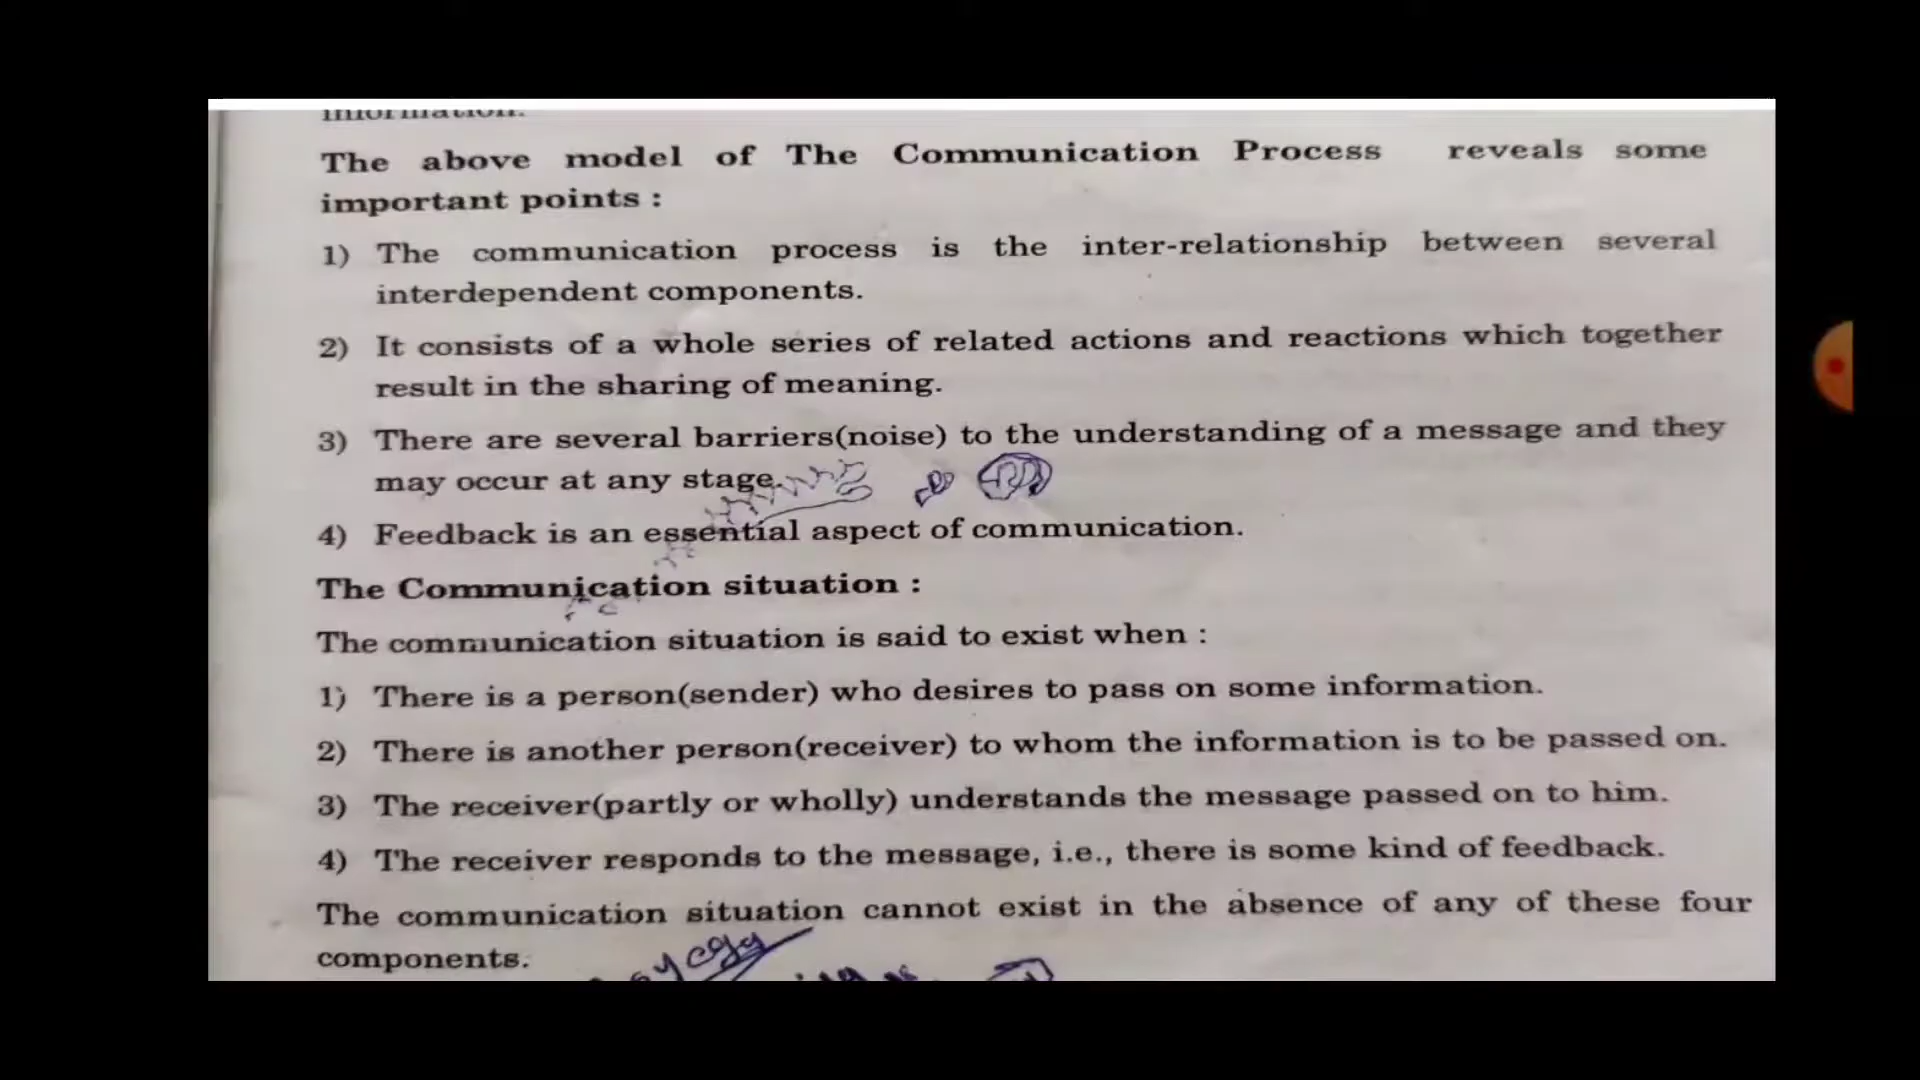 information.
The above model of The Communication Process reveals some
important points :
1) The communication process is the inter-relationship between several
interdependent components.
2) It consists of a whole series of related actions and reactions which together
result in the sharing of meaning.
3) There are several barriers(noise) to the understanding of a message and they
may occur at any stage.
4) Feedback is an essential aspect of communication.
The Communication situation :
The communication situation is said to exist when :
1) There is a person(sender) who desires to pass on some information.
2) There is another person(receiver) to whom the information is to be passed on.
3) The receiver(partly or wholly) understands the message passed on to him.
4) The receiver responds to the message, i.e., there is some kind of feedback.
The communication situation cannot exist in the absence of any of these four
components.